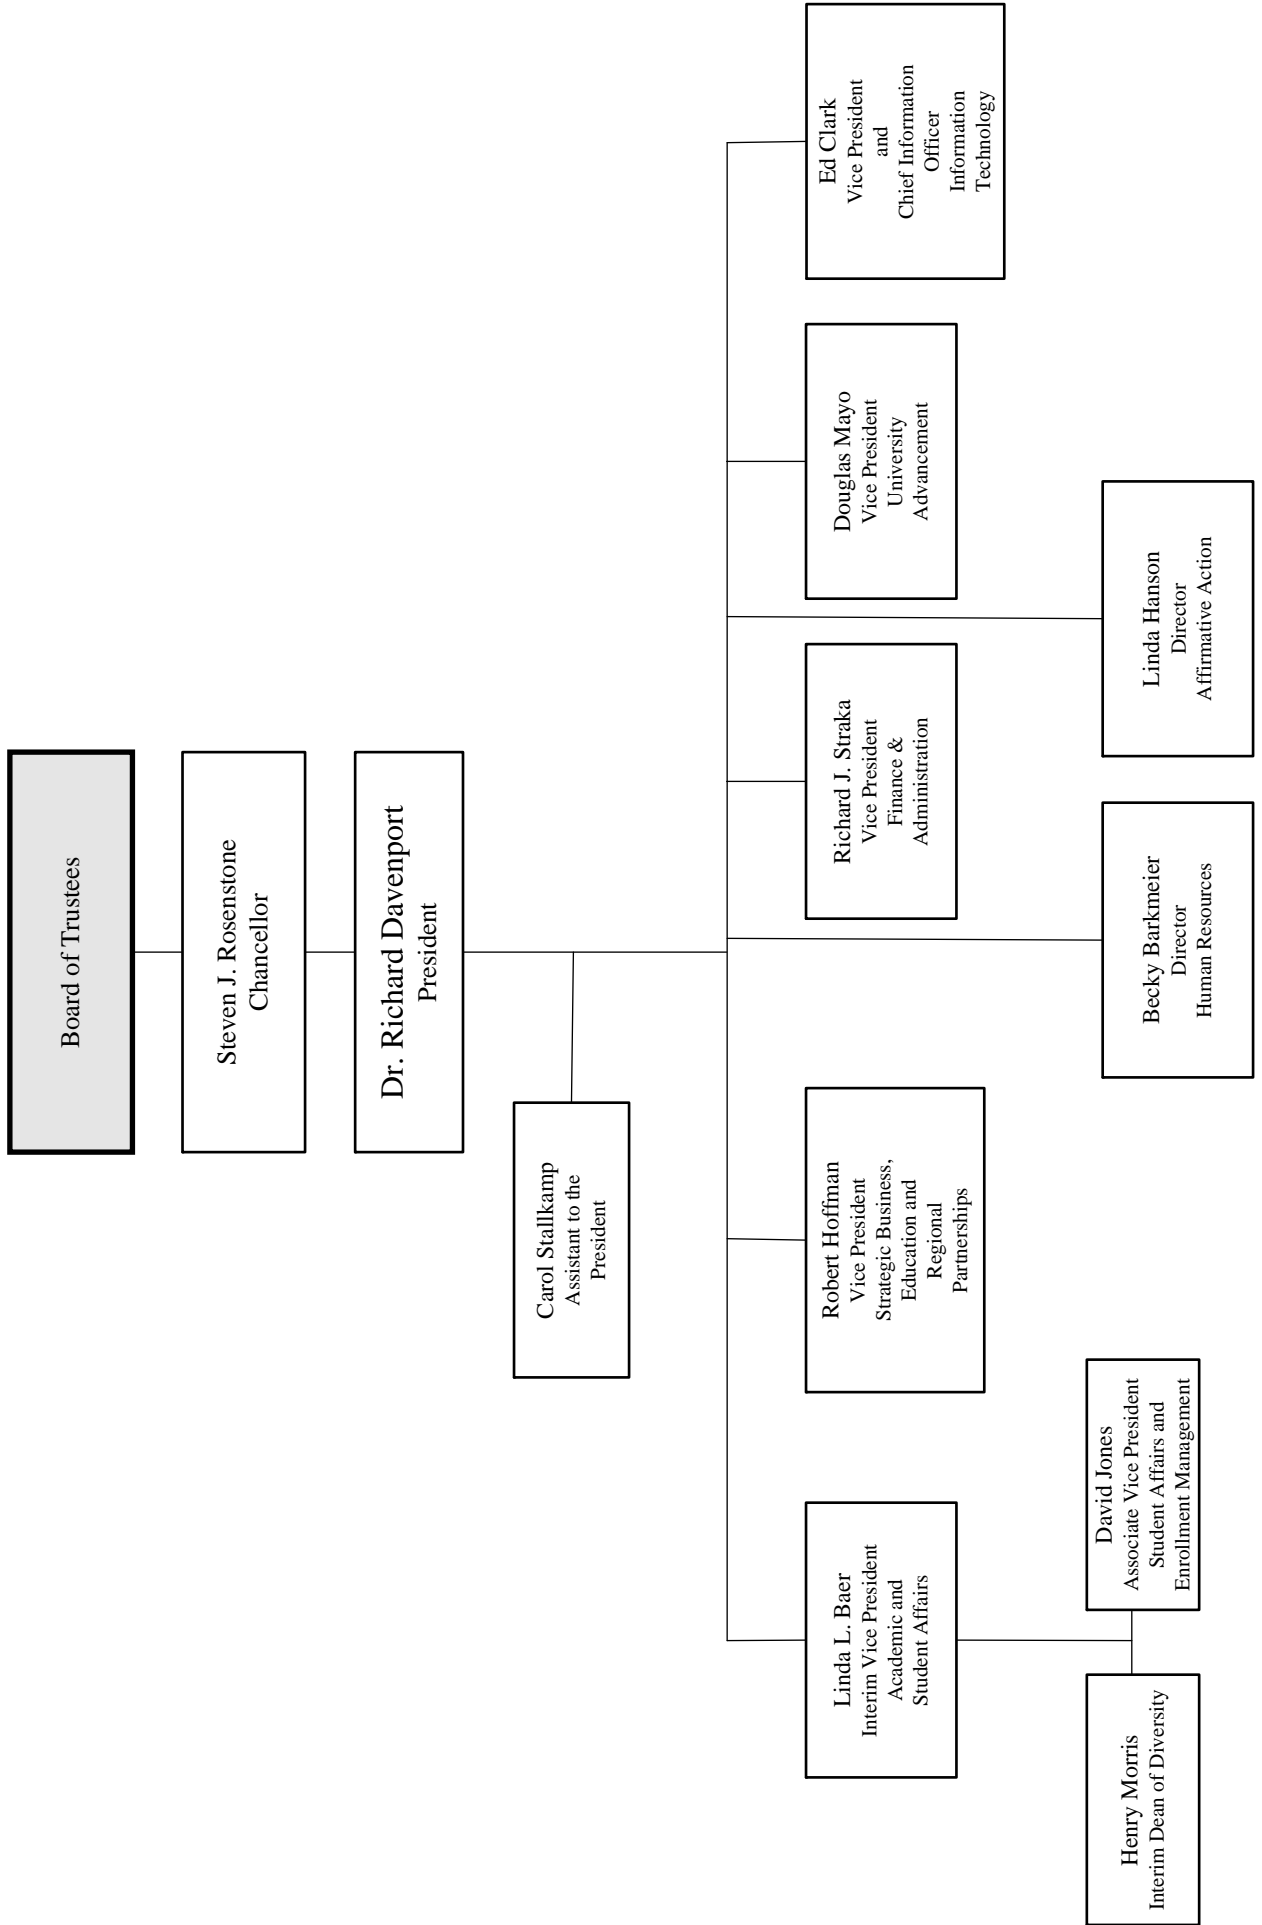 Board of Trustees
Steven J. Rosenstone
Chancellor
Dr. Richard Davenport
President
Carol Stallkamp
Assistant to the
President
Linda L. Baer
Interim Vice President
Academic and
Student Affairs
Robert Hoffman
Vice President
Strategic Business,
Education and
Regional
Partnerships
Richard J. Straka
Vice President
Finance &
Administration
Douglas Mayo
Vice President
University
Advancement
Ed Clark
Vice President
and
Chief Information
Officer
Information
Technology
Henry Morris
Interim Dean of Diversity
David Jones
Associate Vice President
Student Affairs and
Enrollment Management
Becky Barkmeier
Director
Human Resources
Linda Hanson
Director
Affirmative Action